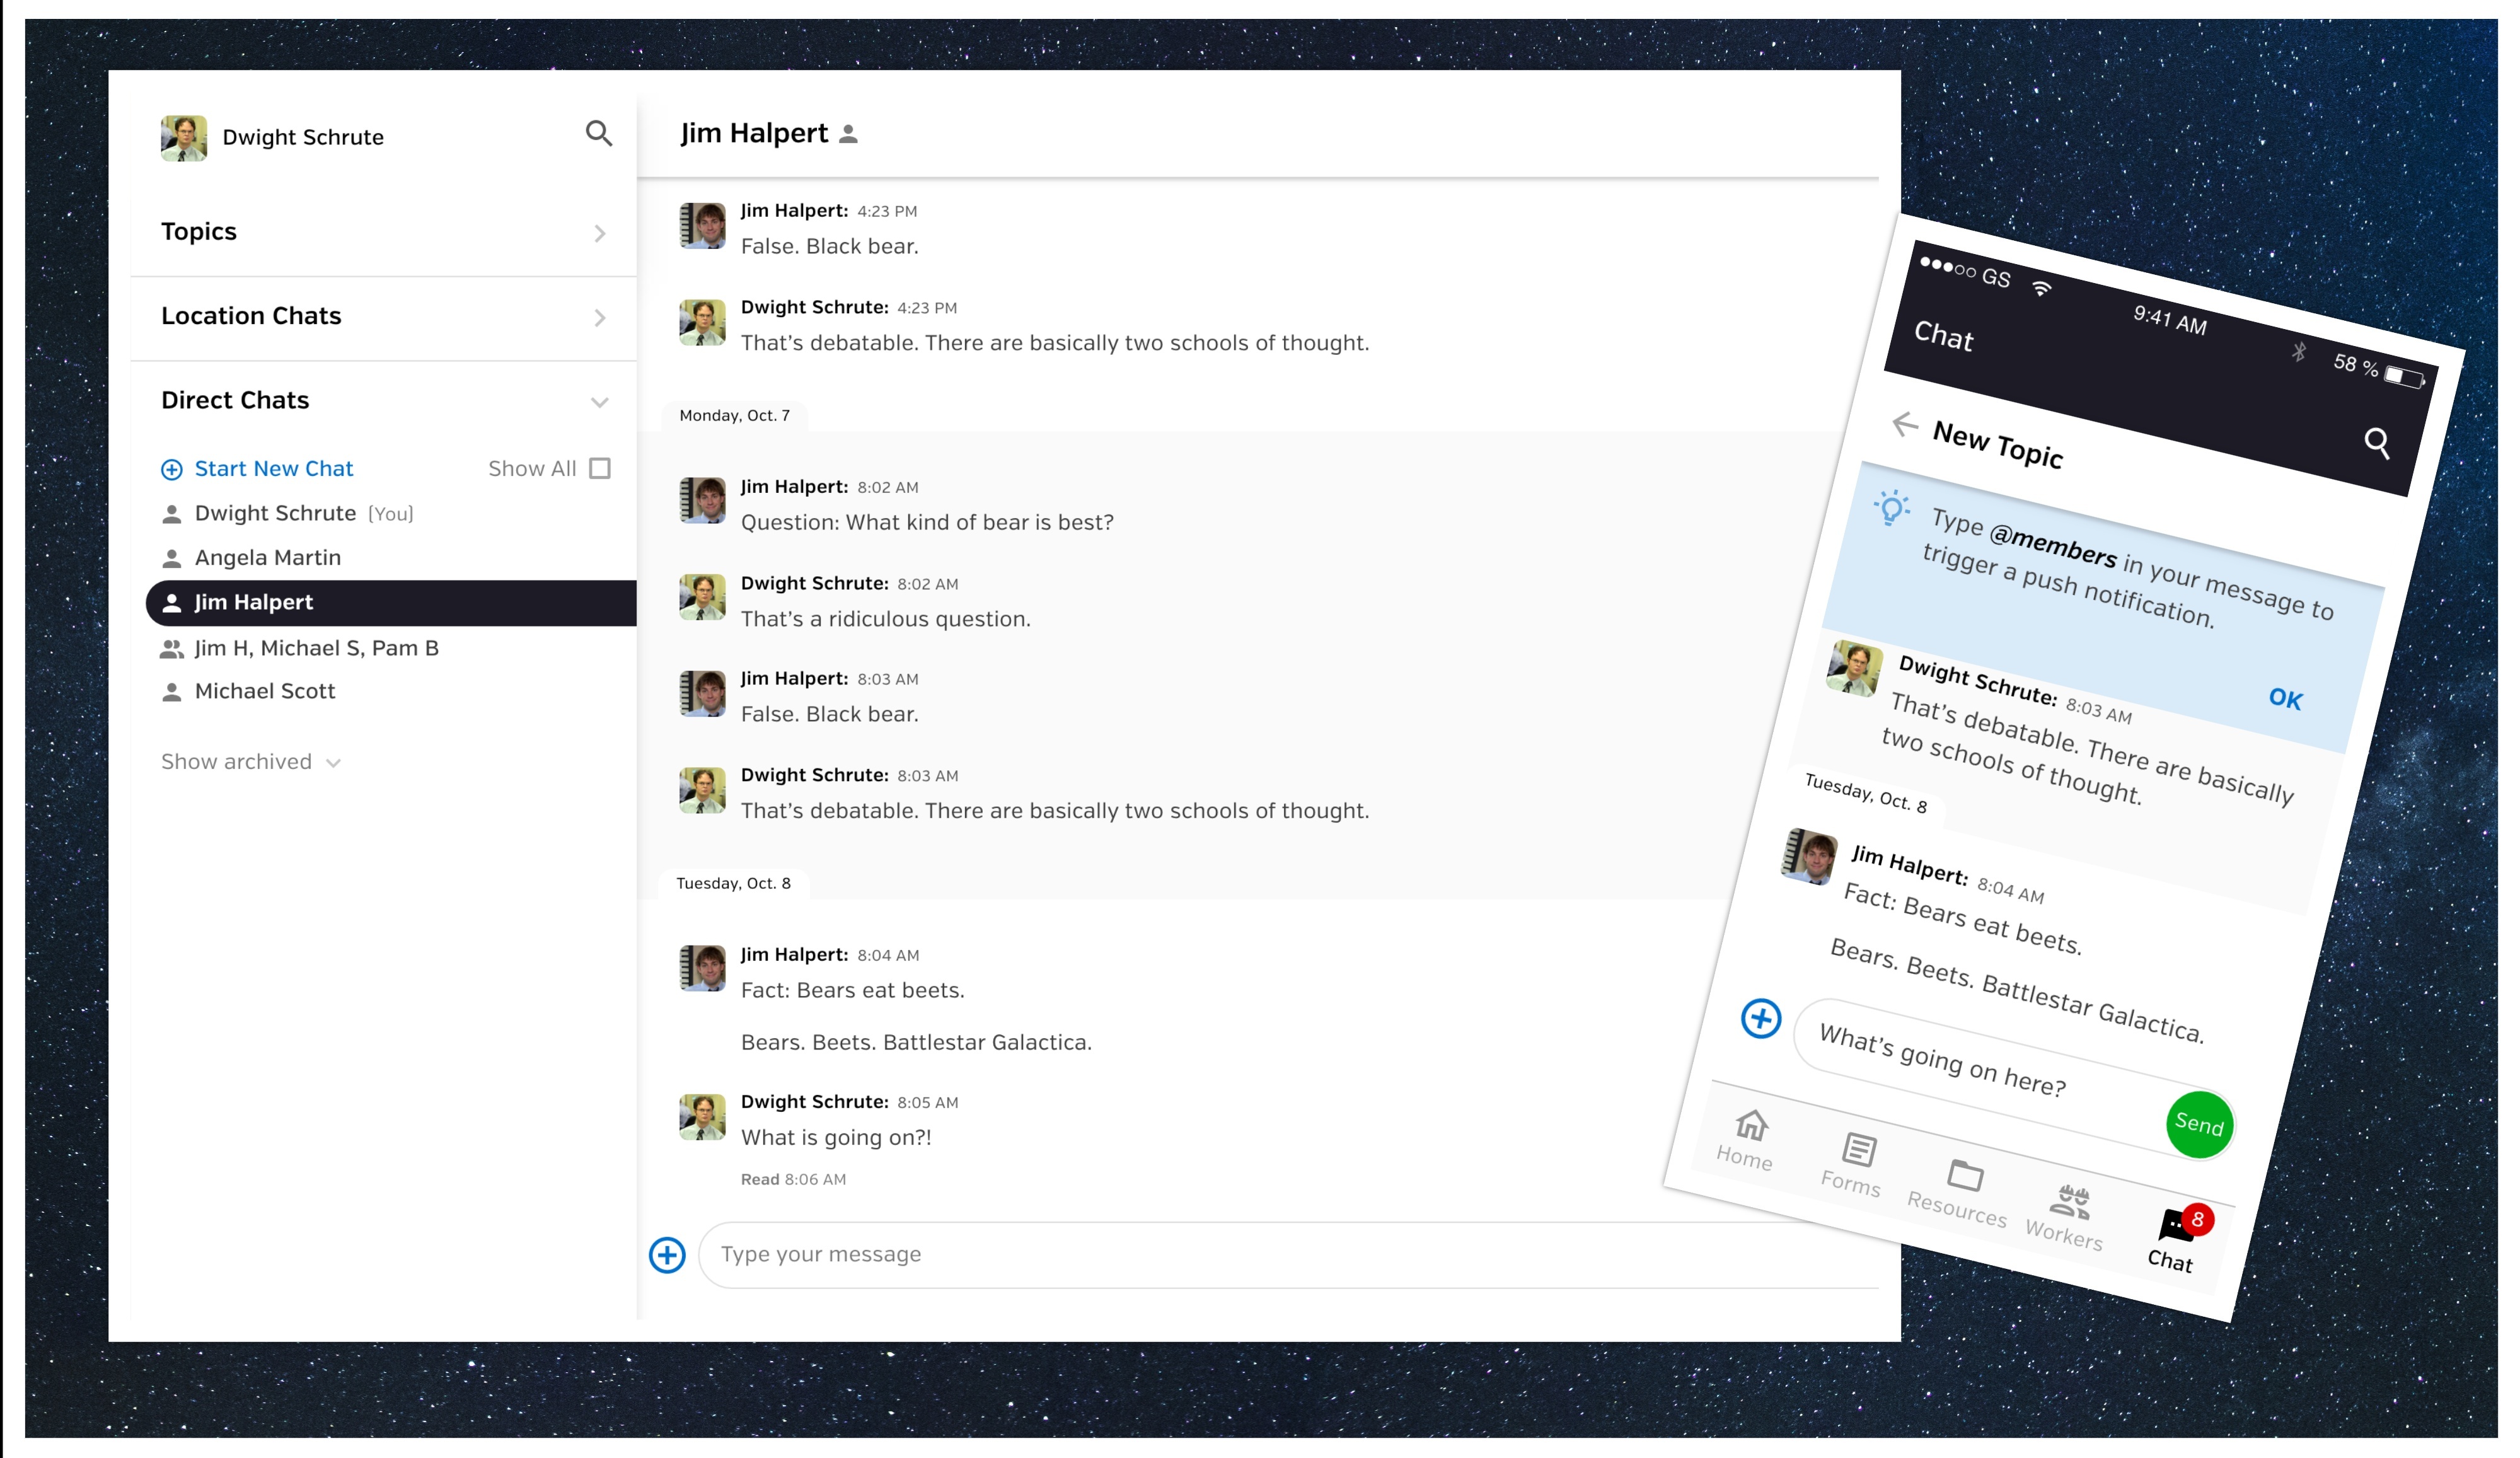 Dwight Schrute
Topics
Location Chats
Direct Chats
Start New Chat
Show All
Dwight Schrute (You)
Angela Martin
Jim Halpert
Jim H, Michael S, Pam B
Michael Scott
Show archived
Jim Halpert
Jim Halpert: 4:23 PM
False. Black bear.
Dwight Schrute: 4:23 PM
That's debatable. There are basically two schools of thought.
Monday, Oct. 7
Jim Halpert: 8:02 AM
Question: What kind of bear is best?
Dwight Schrute: 8:02 AM
That's a ridiculous question.
Jim Halpert: 8:03 AM
False. Black bear.
Dwight Schrute: 8:03 AM
That's debatable. There are basically two schools of thought.
Tuesday, Oct. 8
Jim Halpert: 8:04 AM
Fact: Bears eat beets.
Bears. Beets. Battlestar Galactica.
Dwight Schrute: 8:05 AM
What is going on?!
Read 8:06 AM
Type your message
GS
9:41 AM
58 %
Chat
New Topic
Type @members in your message to
trigger a push notification.
OK
Dwight Schrute: 8:03 AM
That's debatable. There are basically
two schools of thought.
Tuesday, Oct. 8
Jim Halpert: 8:04 AM
Fact: Bears eat beets.
Bears. Beets. Battlestar Galactica.
What's going on here?
Send
Home
Forms
Resources
Workers
8
Chat